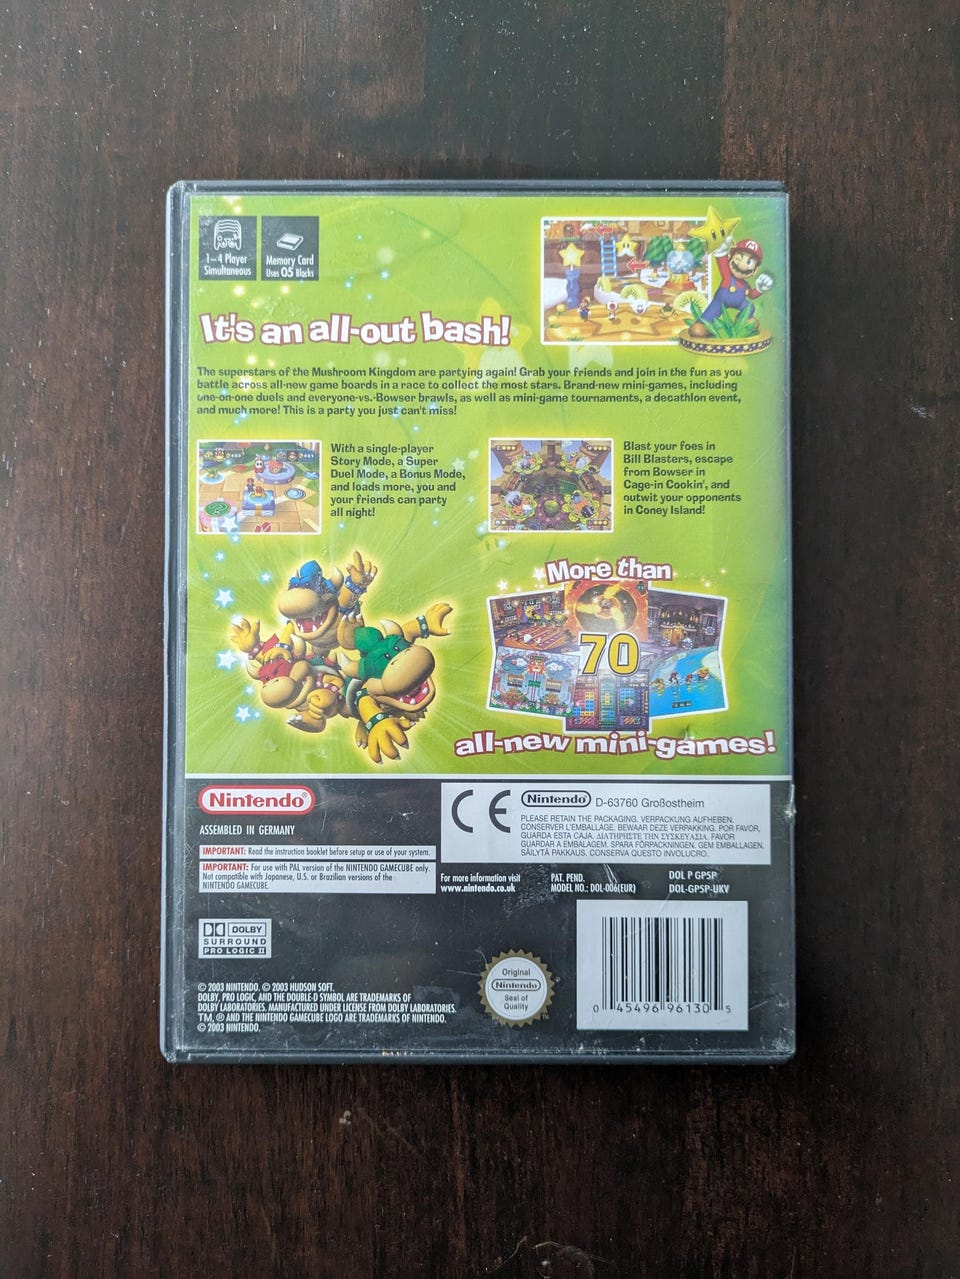 1–4 Player
Simultaneous
Memory Card
Uses 05 Blocks
It's an all-out bash!
The superstars of the Mushroom Kingdom are partying again! Grab your friends and join in the fun as you
battle across all-new game boards in a race to collect the most stars. Brand-new mini-games, including
one-on-one duels and everyone-vs.-Bowser brawls, as well as mini-game tournaments, a decathlon event,
and much more! This is a party you just can't miss!
With a single-player
Story Mode, a Super
Duel Mode, a Bonus Mode,
and loads more, you and
your friends can party
all night!
Blast your foes in
Bill Blasters, escape
from Bowser in
Cage-in Cookin', and
outwit your opponents
in Coney Island!
More than
70
all-new mini-games!
Nintendo®
ASSEMBLED IN GERMANY
IMPORTANT: Read the instruction booklet before setup or use of your system.
IMPORTANT: For use with PAL version of the NINTENDO GAMECUBE only.
Not compatible with Japanese, U.S. or Brazilian versions of the
NINTENDO GAMECUBE.
CE Nintendo® D-63760 Großostheim
PLEASE RETAIN THE PACKAGING. VERPACKUNG AUFHEBEN.
CONSERVER L'EMBALLAGE. BEWAAR DEZE VERPAKKING. POR FAVOR,
GUARDA ESTA CAJA. ΔΙΑΤΗΡΗΣΤΕ ΤΗΝ ΣΥΣΚΕΥΑΣΙΑ. FAVOR
GUARDAR A EMBALAGEM. SPARA FÖRPACKNINGEN. GEM EMBALLAGEN.
SÄILYTÄ PAKKAUS. CONSERVA QUESTO INVOLUCRO.
For more information visit
www.nintendo.co.uk
PAT. PEND.
MODEL NO.: DOL-006(EUR)
DOL P GP5P
DOL-GP5P-UKV
DOLBY
SURROUND
PRO LOGIC II
© 2003 NINTENDO. © 2003 HUDSON SOFT.
DOLBY, PRO LOGIC, AND THE DOUBLE-D SYMBOL ARE TRADEMARKS OF
DOLBY LABORATORIES. MANUFACTURED UNDER LICENSE FROM DOLBY LABORATORIES.
TM, ® AND THE NINTENDO GAMECUBE LOGO ARE TRADEMARKS OF NINTENDO.
© 2003 NINTENDO.
Original
Nintendo
Seal of
Quality
0 45496 96130 5